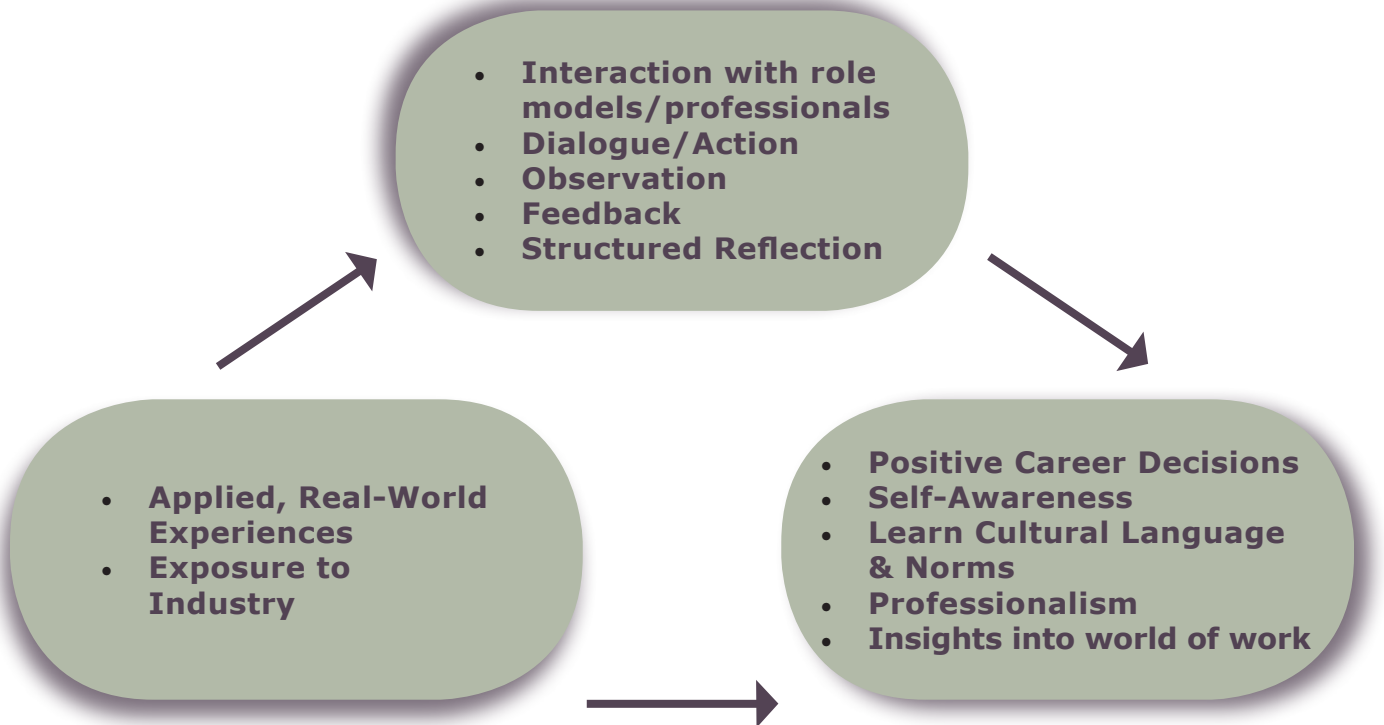 • Interaction with role
models/professionals
• Dialogue/Action
• Observation
• Feedback
• Structured Reflection
• Applied, Real-World
Experiences
• Exposure to
Industry
• Positive Career Decisions
• Self-Awareness
• Learn Cultural Language
& Norms
• Professionalism
• Insights into world of work